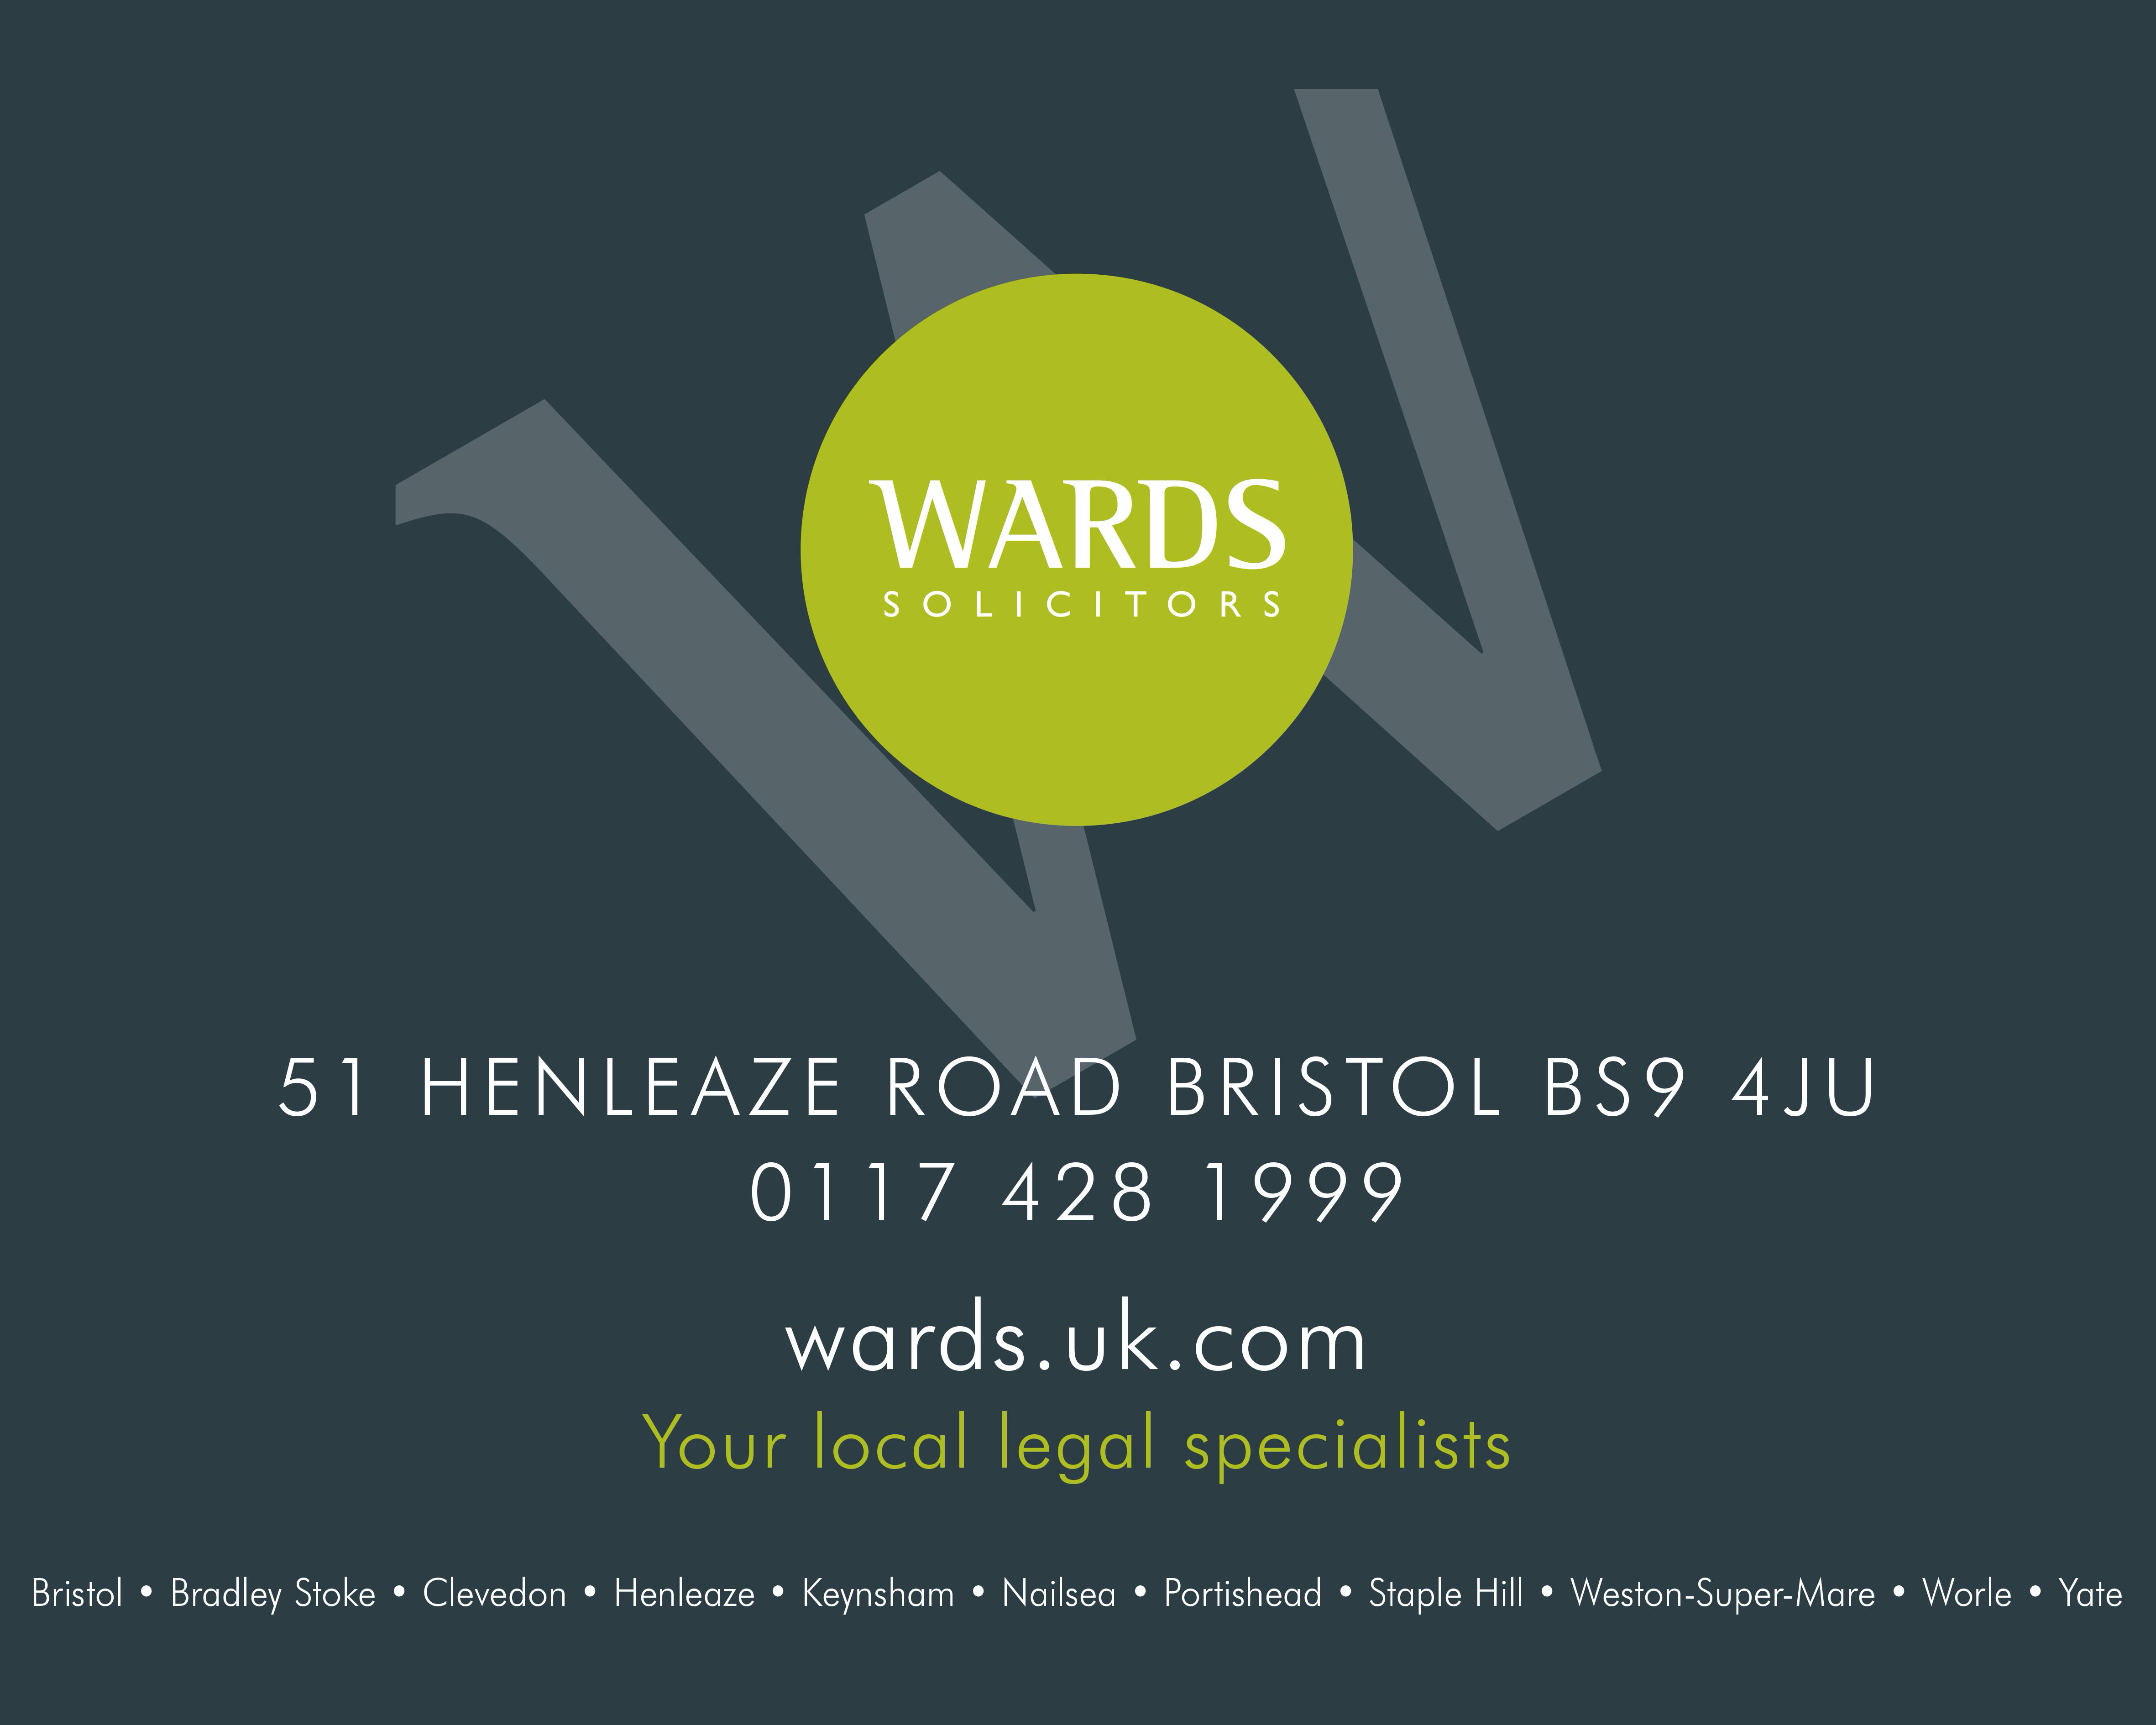 WARDS
SOLICITORS
51 HENLEAZE ROAD BRISTOL BS9 4JU
0117 428 1999
wards.uk.com
Your local legal specialists
Bristol • Bradley Stoke • Clevedon • Henleaze • Keynsham • Nailsea • Portishead • Staple Hill • Weston-Super-Mare • Worle • Yate